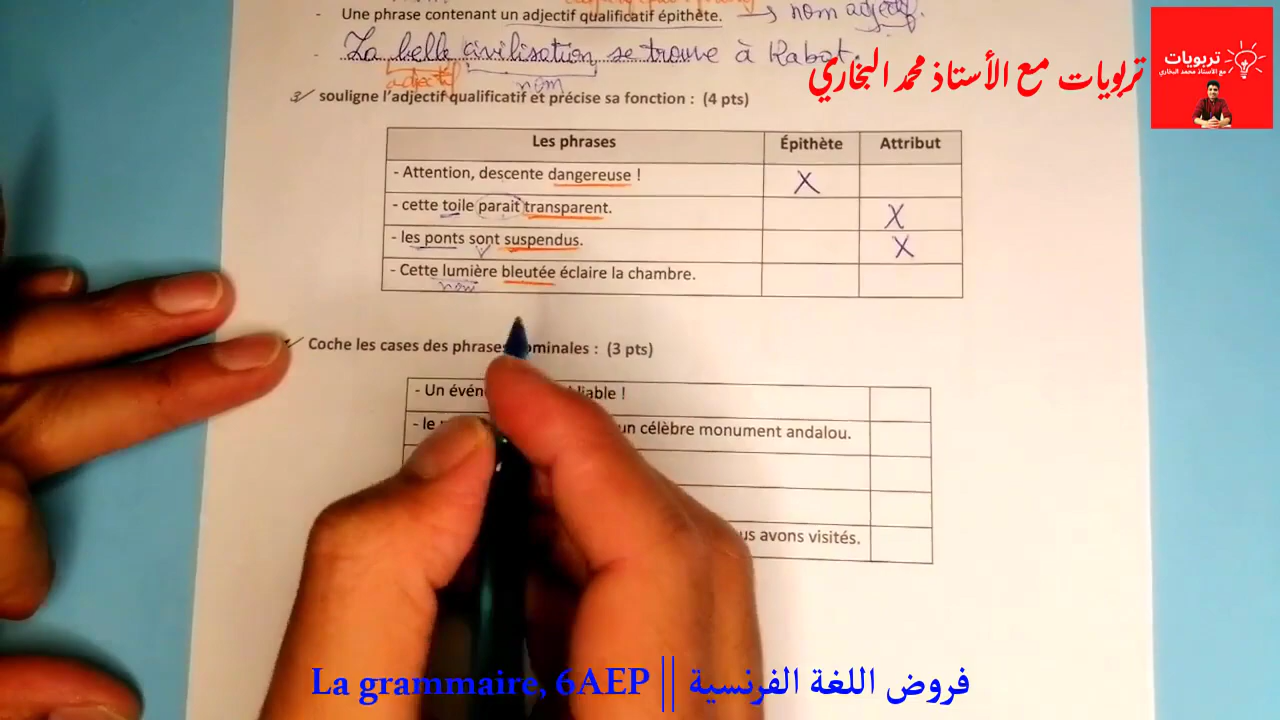 - Une phrase contenant un adjectif qualificatif épithète. → nom adjectif.
- La belle civilisation se trouve à Rabat.
adjectif nom
تربويات مع الأستاذ محمد البخاري
تربويات
مع الاستاذ محمد البخاري
3/ souligne l'adjectif qualificatif et précise sa fonction : (4 pts)
Les phrases Épithète Attribut
- Attention, descente dangereuse ! X
- cette toile parait transparent. X
- les ponts sont suspendus. X
V
- Cette lumière bleutée éclaire la chambre.
nom
Coche les cases des phrases nominales : (3 pts)
- Un liable !
- le un célèbre monument andalou.
us avons visités.
La grammaire, 6AEP || فروض اللغة الفرنسية